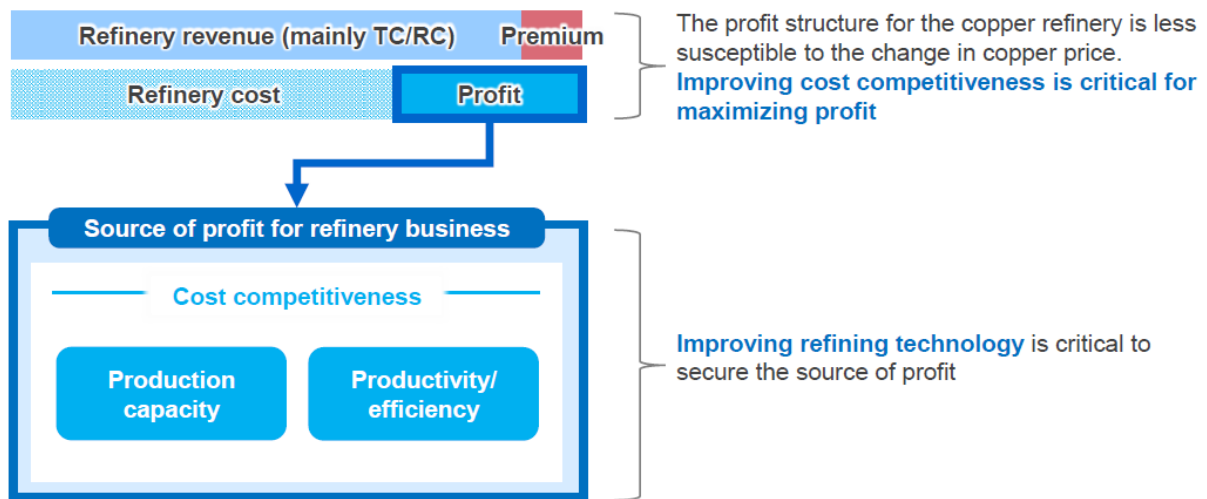 Refinery revenue (mainly TC/RC)
Premium
Refinery cost
Profit
The profit structure for the copper refinery is less
susceptible to the change in copper price.
Improving cost competitiveness is critical for
maximizing profit
Source of profit for refinery business
Cost competitiveness
Production
capacity
Productivity/
efficiency
Improving refining technology is critical to
secure the source of profit